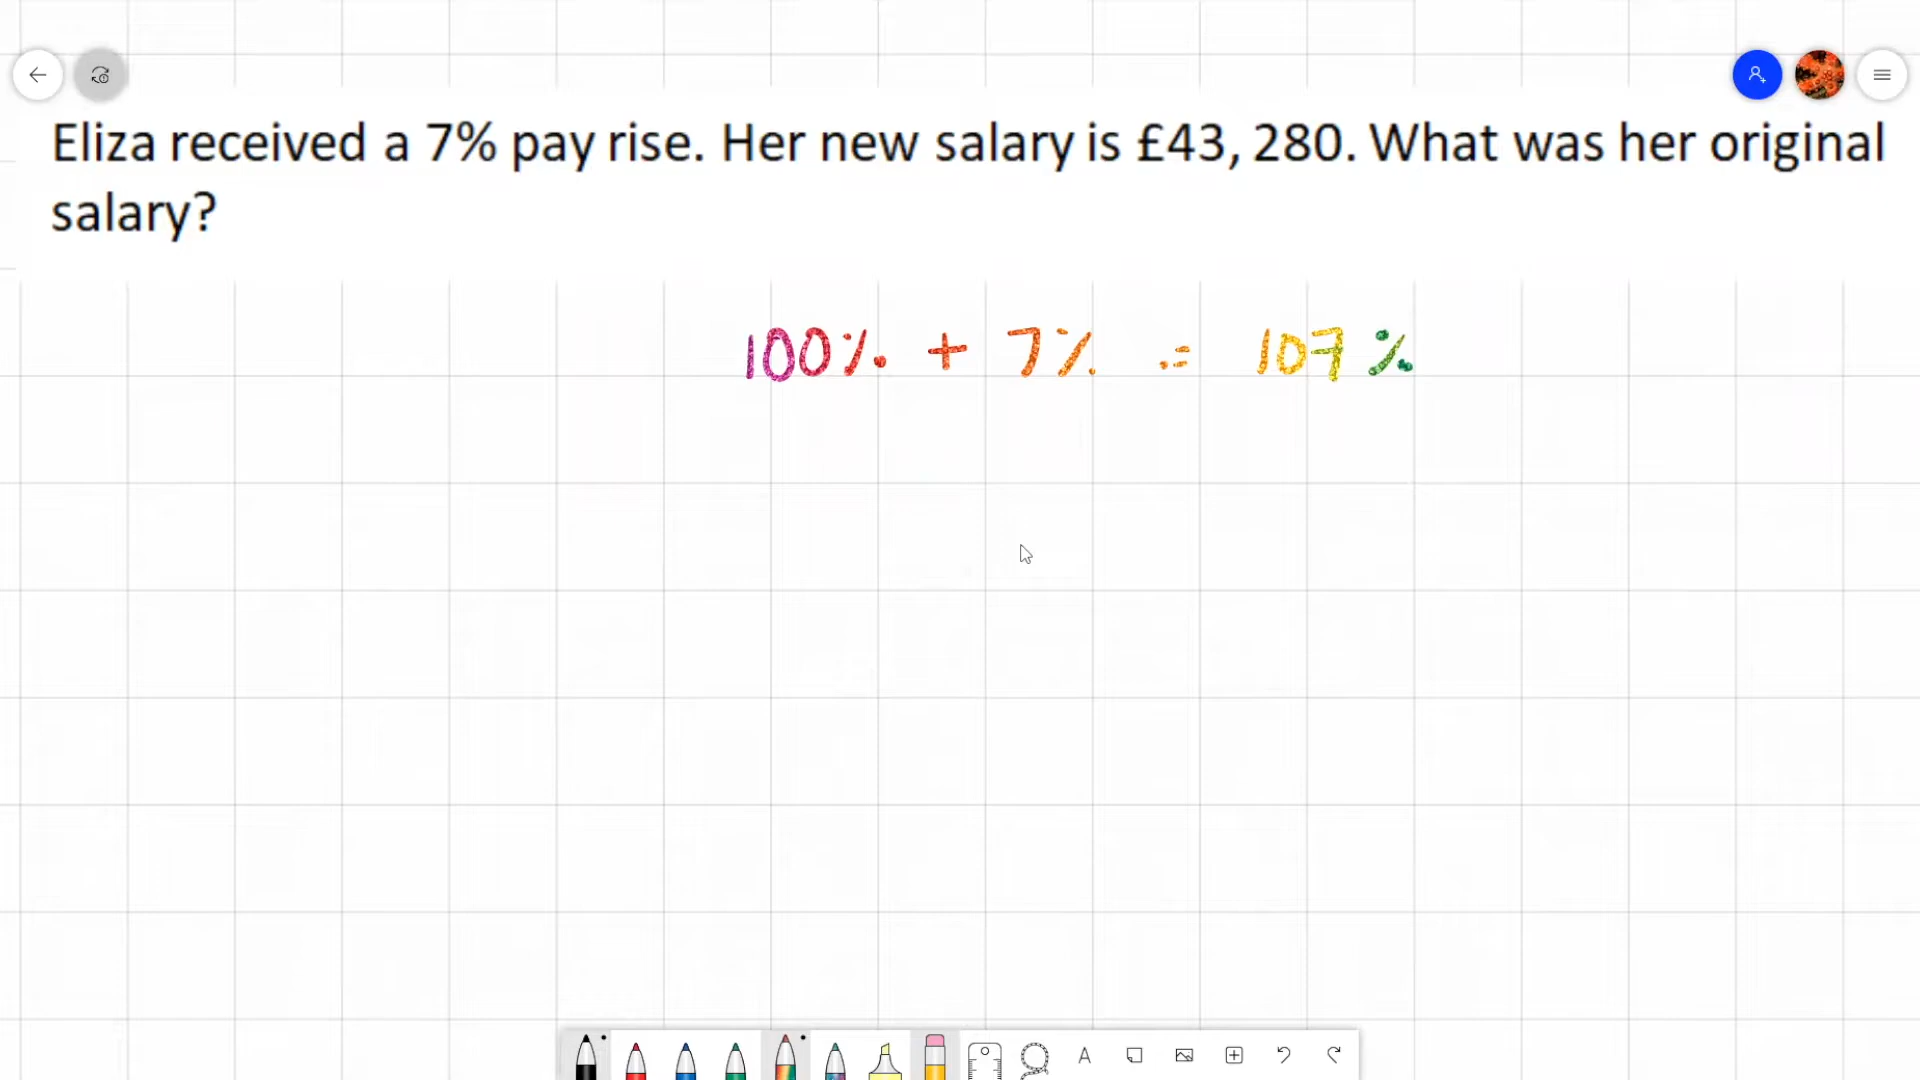 Eliza received a 7% pay rise. Her new salary is £43, 280. What was her original
salary?
100% + 7% = 107%
A